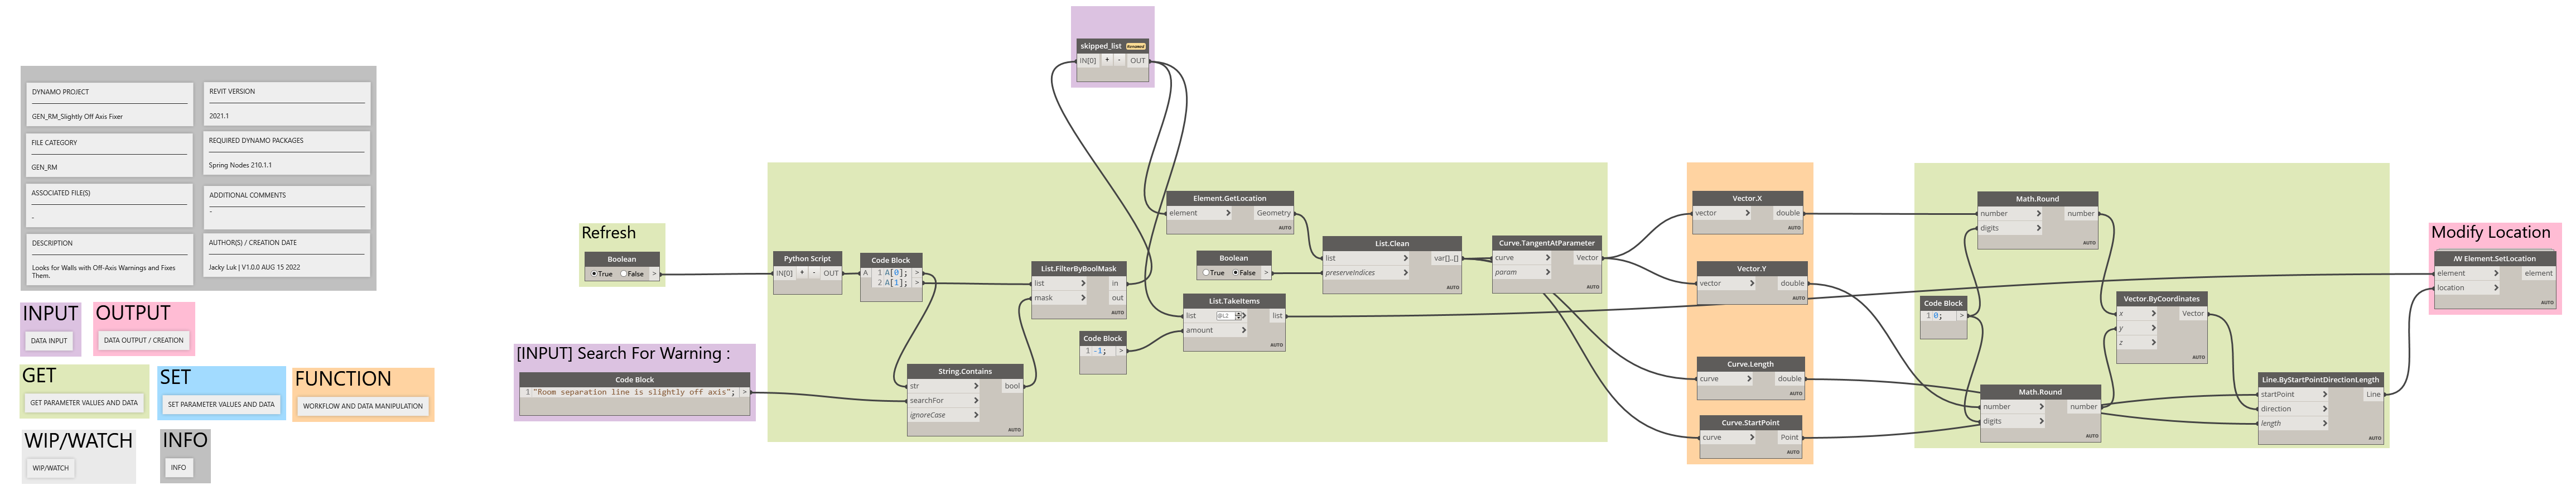 skipped_list Renamed
IN[0] + - OUT
DYNAMO PROJECT
GEN_RM_Slightly Off Axis Fixer
REVIT VERSION
2021.1
FILE CATEGORY
GEN_RM
REQUIRED DYNAMO PACKAGES
Spring Nodes 210.1.1
ASSOCIATED FILE(S)
-
ADDITIONAL COMMENTS
-
DESCRIPTION
Looks for Walls with Off-Axis Warnings and Fixes
Them.
AUTHOR(S) / CREATION DATE
Jacky Luk | V1.0.0 AUG 15 2022
INPUT
DATA INPUT
OUTPUT
DATA OUTPUT / CREATION
GET
GET PARAMETER VALUES AND DATA
SET
SET PARAMETER VALUES AND DATA
FUNCTION
WORKFLOW AND DATA MANIPULATION
WIP/WATCH
WIP/WATCH
INFO
INFO
Refresh
Boolean
True False >
[INPUT] Search For Warning :
Code Block
1 "Room separation line is slightly off axis"; >
Python Script
IN[0] + - OUT
Code Block
A 1 A[0]; >
2 A[1]; >
String.Contains
str > bool
searchFor >
ignoreCase >
AUTO
List.FilterByBoolMask
list > in
mask > out
AUTO
Code Block
1 -1; >
Element.GetLocation
element > Geometry
AUTO
Boolean
True False >
List.TakeItems
list @L2 > list
amount >
AUTO
List.Clean
list > var[]..[]
preserveIndices >
AUTO
Curve.TangentAtParameter
curve > Vector
param >
AUTO
Vector.X
vector > double
AUTO
Vector.Y
vector > double
AUTO
Curve.Length
curve > double
AUTO
Curve.StartPoint
curve > Point
AUTO
Math.Round
number > number
digits >
AUTO
Code Block
1 0; >
Math.Round
number > number
digits >
AUTO
Vector.ByCoordinates
x > Vector
y >
z >
AUTO
Line.ByStartPointDirectionLength
startPoint > Line
direction >
length >
AUTO
Modify Location
/W Element.SetLocation
element > element
location >
AUTO